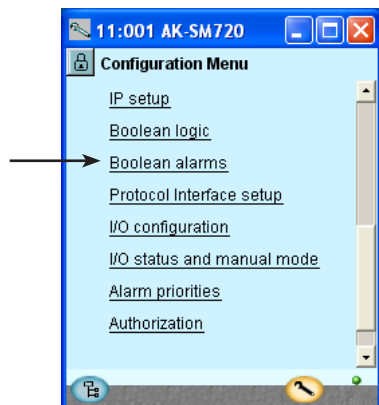 11:001 AK-SM720
Configuration Menu
IP setup
Boolean logic
Boolean alarms
Protocol Interface setup
I/O configuration
I/O status and manual mode
Alarm priorities
Authorization